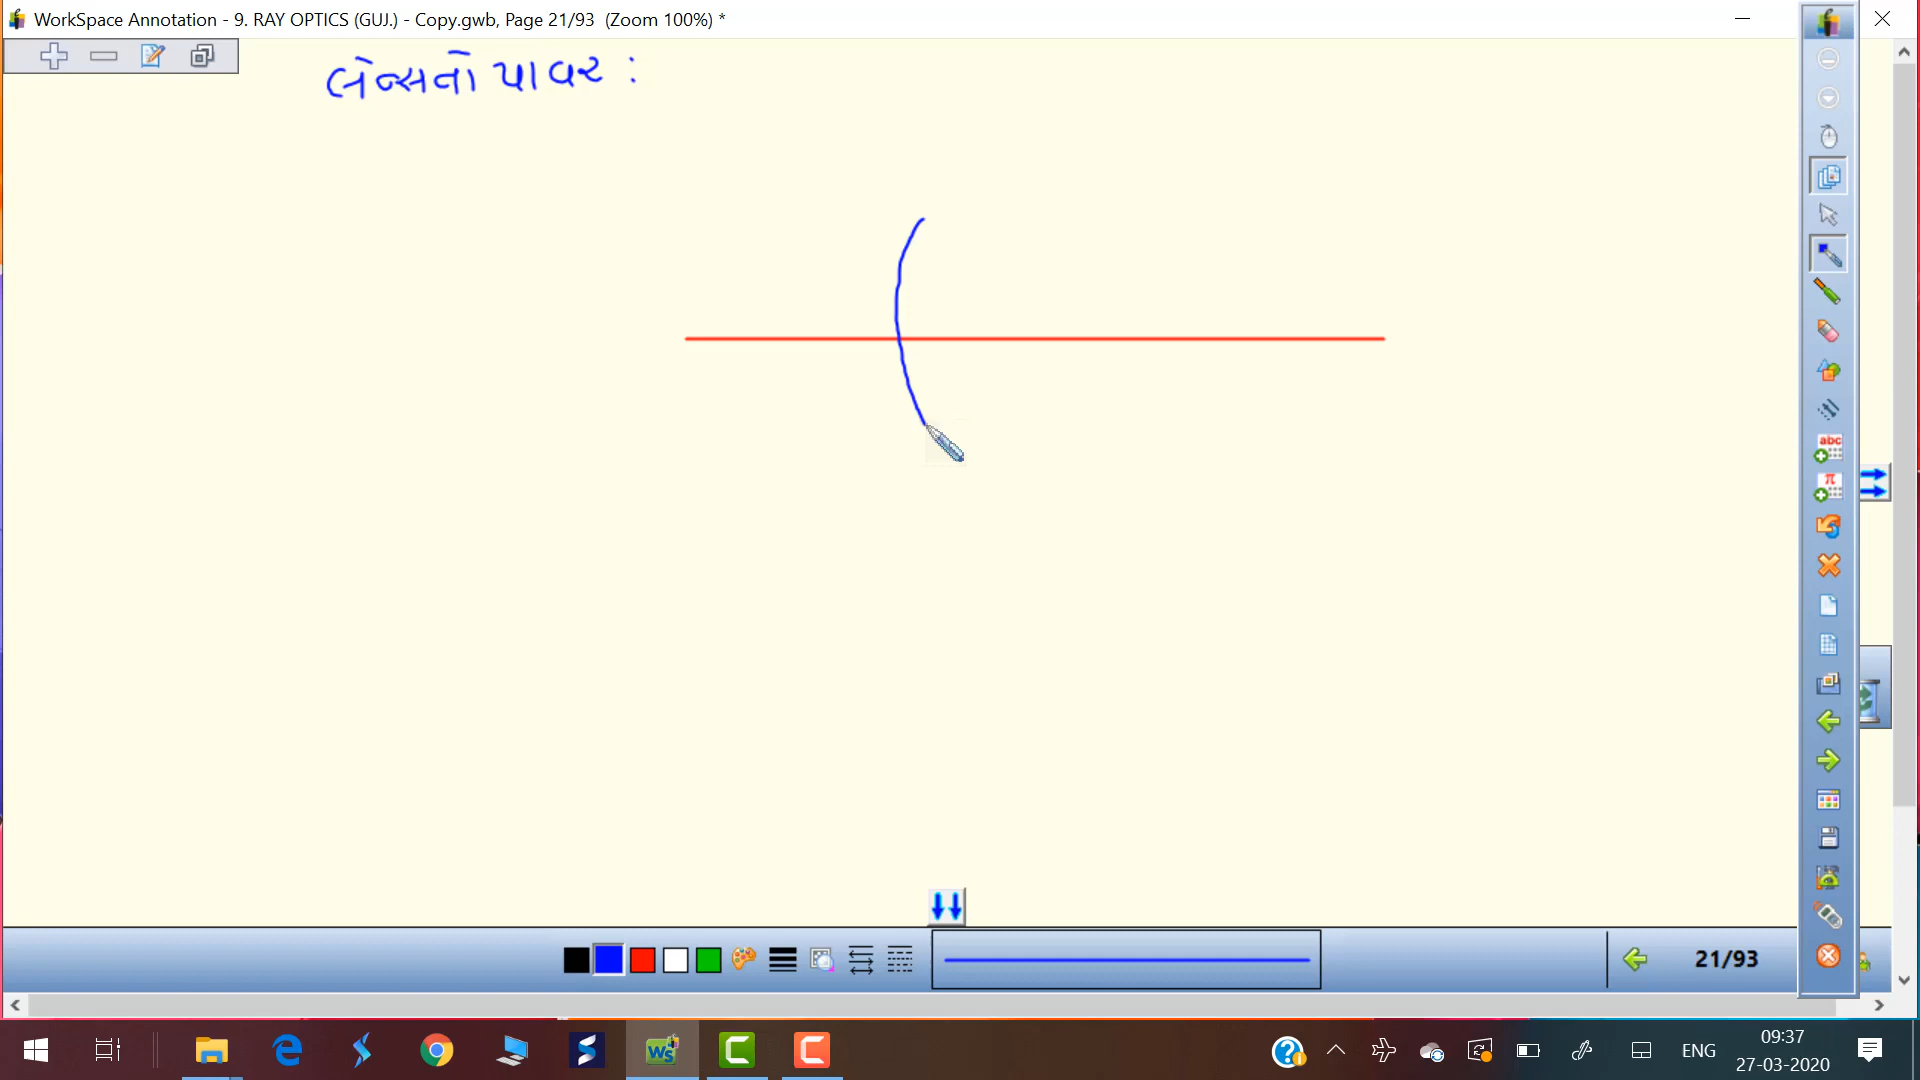 WorkSpace Annotation - 9. RAY OPTICS (GUJ.) - Copy.gwb, Page 21/93 (Zoom 100%) *
લેન્સનો પાવર :
abc
π
21/93
ENG
09:37
27-03-2020